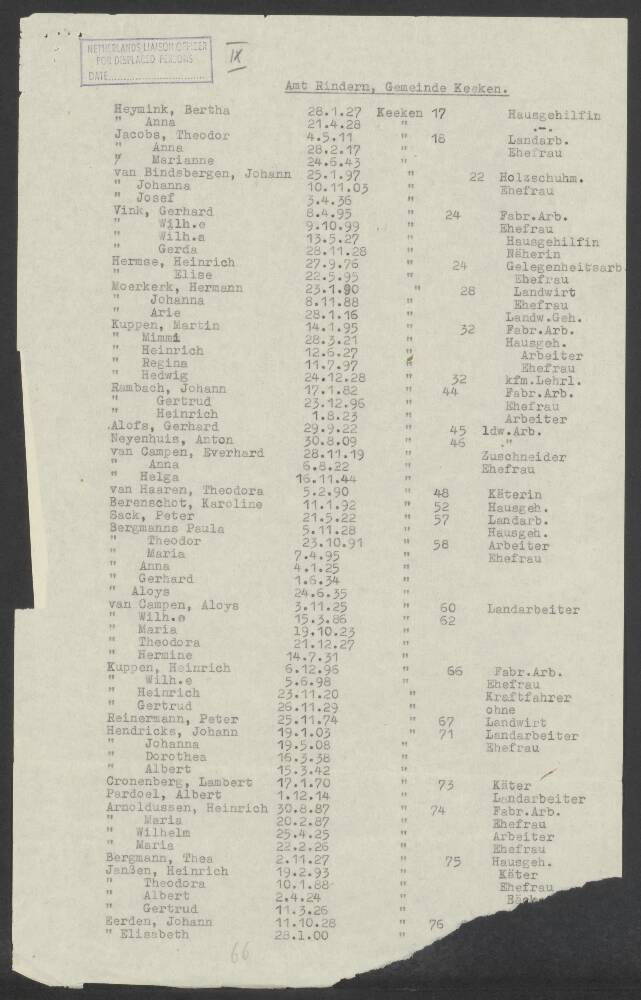 NETHERLANDS LIAISON OFFICER
FOR DISPLACED PERSONS
DATE
IX
Amt Rindern, Gemeinde Keeken.
Heymink, Bertha 28.1.27 Keeken 17 Hausgehilfin
" Anna 21.4.28 " .-.
Jacobs, Theodor 4.5.11 " 18 Landarb.
" Anna 28.2.17 " Ehefrau
" Marianne 24.6.43 "
van Bindsbergen, Johann 25.1.97 " 22 Holzschuhm.
" Johanna 10.11.03 " Ehefrau
" Josef 3.4.36 "
Vink, Gerhard 8.4.95 " 24 Fabr.Arb.
" Wilh.e 9.10.99 " Ehefrau
" Wilh.a 13.5.27 " Hausgehilfin
" Gerda 28.11.28 " Näherin
Hermse, Heinrich 27.9.76 " 24 Gelegenheitsarb.
" Elise 22.5.95 " Ehefrau
Moerkerk, Hermann 23.1.90 " 28 Landwirt
" Johanna 8.11.88 " Ehefrau
" Arie 28.1.16 " Landw.Geh.
Kuppen, Martin 14.1.95 " 32 Fabr.Arb.
" Mimmi 28.3.21 " Hausgeh.
" Heinrich 12.6.27 " Arbeiter
" Regina 11.7.97 " Ehefrau
" Hedwig 24.12.28 " 32 kfm.Lehrl.
Rambach, Johann 17.1.82 " 44 Fabr.Arb.
" Gertrud 23.12.96 " Ehefrau
" Heinrich 1.8.23 " Arbeiter
Alofs, Gerhard 29.9.22 " 45 ldw.Arb.
Neyenhuis, Anton 30.8.09 " 46 ."
van Campen, Everhard 28.11.19 " Zuschneider
" Anna 6.8.22 " Ehefrau
" Helga 16.11.44 "
van Haaren, Theodora 5.2.90 " 48 Käterin
Berenschot, Karoline 11.1.92 " 52 Hausgeh.
Sack, Peter 21.5.22 " 57 Landarb.
Bergmanns Paula 5.11.28 " Hausgeh.
" Theodor 23.10.91 " 58 Arbeiter
" Maria 7.4.95 " Ehefrau
" Anna 4.1.25 "
" Gerhard 1.6.34 "
" Aloys 24.6.35 "
van Campen, Aloys 3.11.25 " 60 Landarbeiter
" Wilh.e 15.3.86 " 62
" Maria 19.10.23 "
" Theodora 21.12.27 "
" Hermine 14.7.31 "
Kuppen, Heinrich 6.12.96 " 66 Fabr.Arb.
" Wilh.e 5.6.98 " Ehefrau
" Heinrich 23.11.20 " Kraftfahrer
" Gertrud 26.11.29 " ohne
Reinermann, Peter 25.11.74 " 67 Landwirt
Hendricks, Johann 19.1.03 " 71 Landarbeiter
" Johanna 19.5.08 " Ehefrau
" Dorothea 16.3.38 "
" Albert 15.3.42 "
Cronenberg, Lambert 17.1.70 " 73 Käter
Pardoel, Albert 1.12.14 " Landarbeiter
Arnoldussen, Heinrich 30.8.87 " 74 Fabr.Arb.
" Maria 20.2.87 " Ehefrau
" Wilhelm 25.4.25 " Arbeiter
" Maria 22.2.26 " Ehefrau
Bergmann, Thea 2.11.27 " 75 Hausgeh.
Janßen, Heinrich 19.2.93 " Käter
" Theodora 10.1.88 " Ehefrau
" Albert 2.4.24 " Bäck
" Gertrud 11.3.26 "
Eerden, Johann 11.10.28 " 76
" Elisabeth 28.1.00 "
66